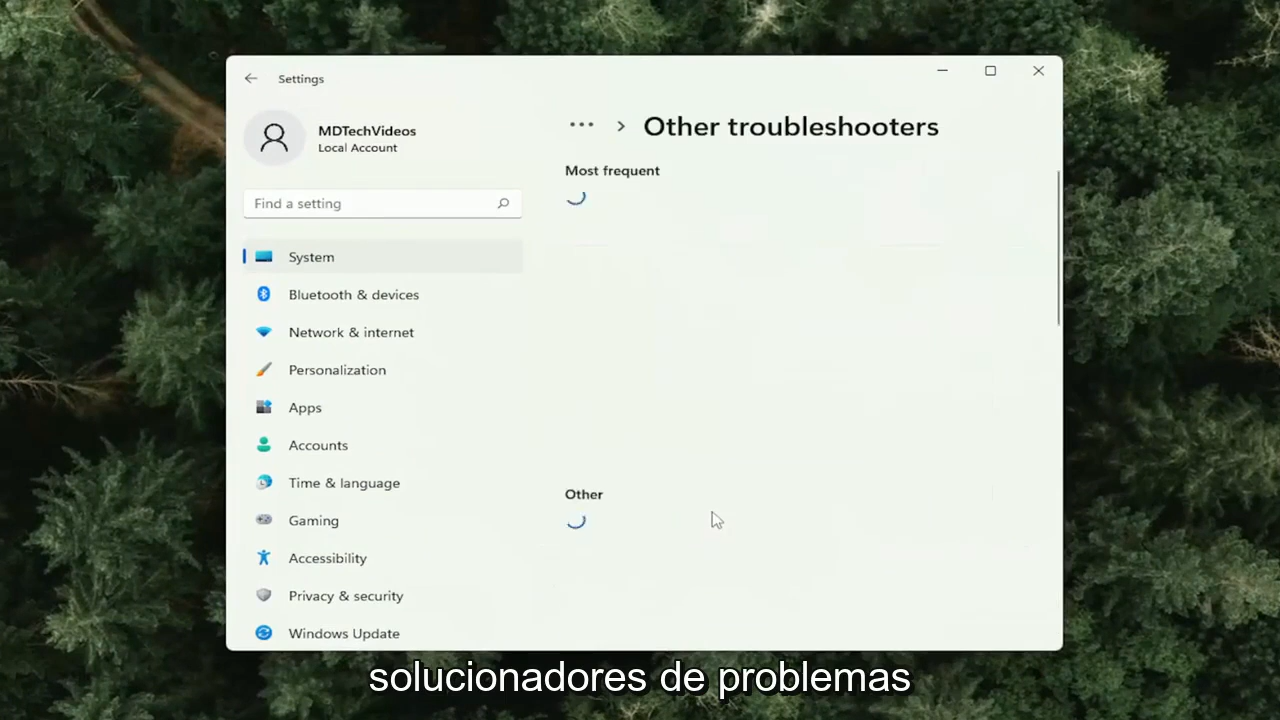 Settings
MDTechVideos
Local Account
Find a setting
System
Bluetooth & devices
Network & internet
Personalization
Apps
Accounts
Time & language
Gaming
Accessibility
Privacy & security
Windows Update
... > Other troubleshooters
Most frequent
Other
solucionadores de problemas